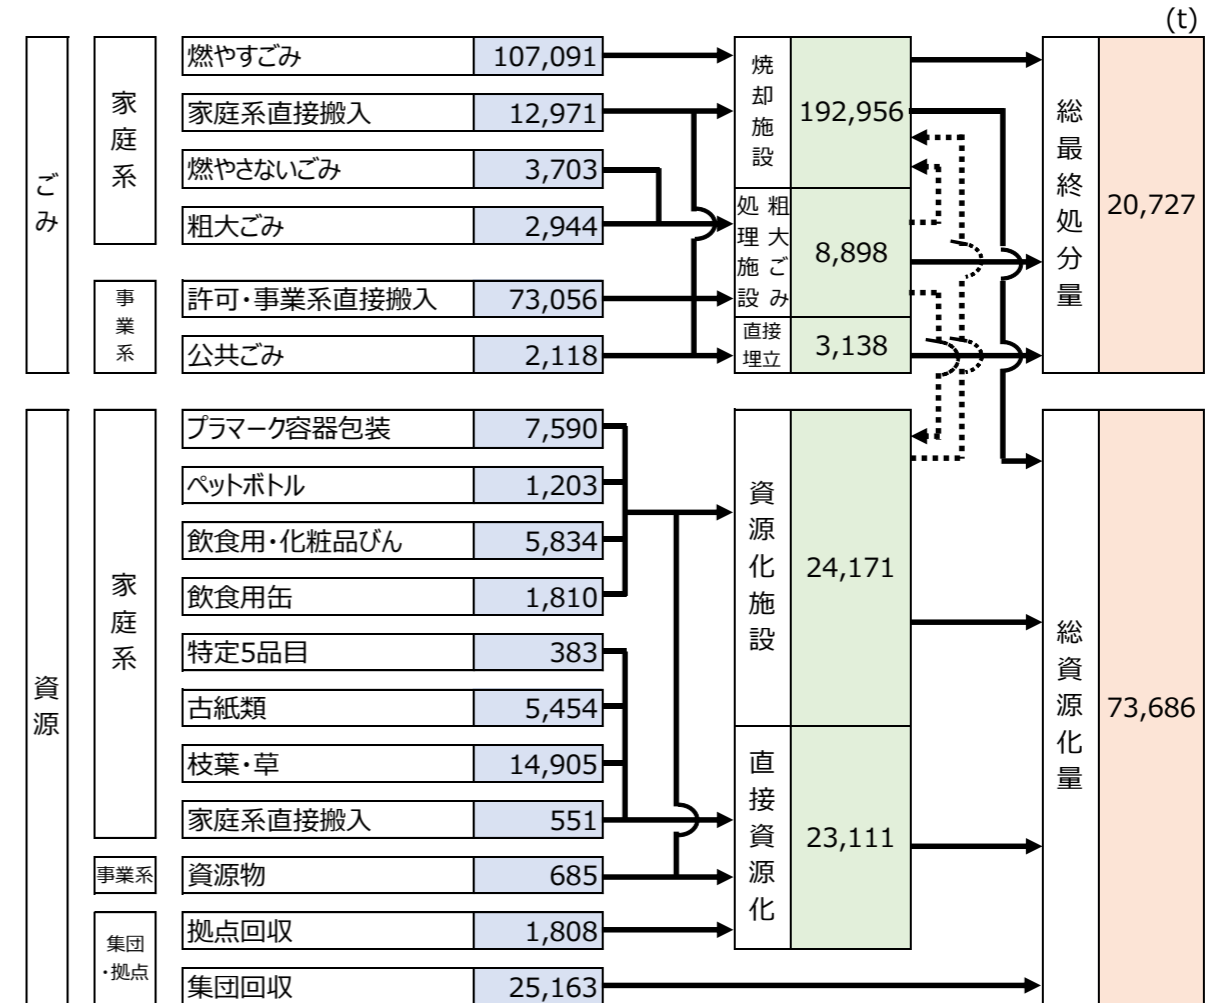 (t)
ごみ
家庭系
燃やすごみ 107,091
家庭系直接搬入 12,971
燃やさないごみ 3,703
粗大ごみ 2,944
事業系
許可・事業系直接搬入 73,056
公共ごみ 2,118
焼却施設 192,956
粗大ごみ処理施設 8,898
直接埋立 3,138
総最終処分量 20,727
資源
家庭系
プラマーク容器包装 7,590
ペットボトル 1,203
飲食用・化粧品びん 5,834
飲食用缶 1,810
特定5品目 383
古紙類 5,454
枝葉・草 14,905
家庭系直接搬入 551
事業系
資源物 685
集団
・拠点
拠点回収 1,808
集団回収 25,163
資源化施設 24,171
直接資源化 23,111
総資源化量 73,686